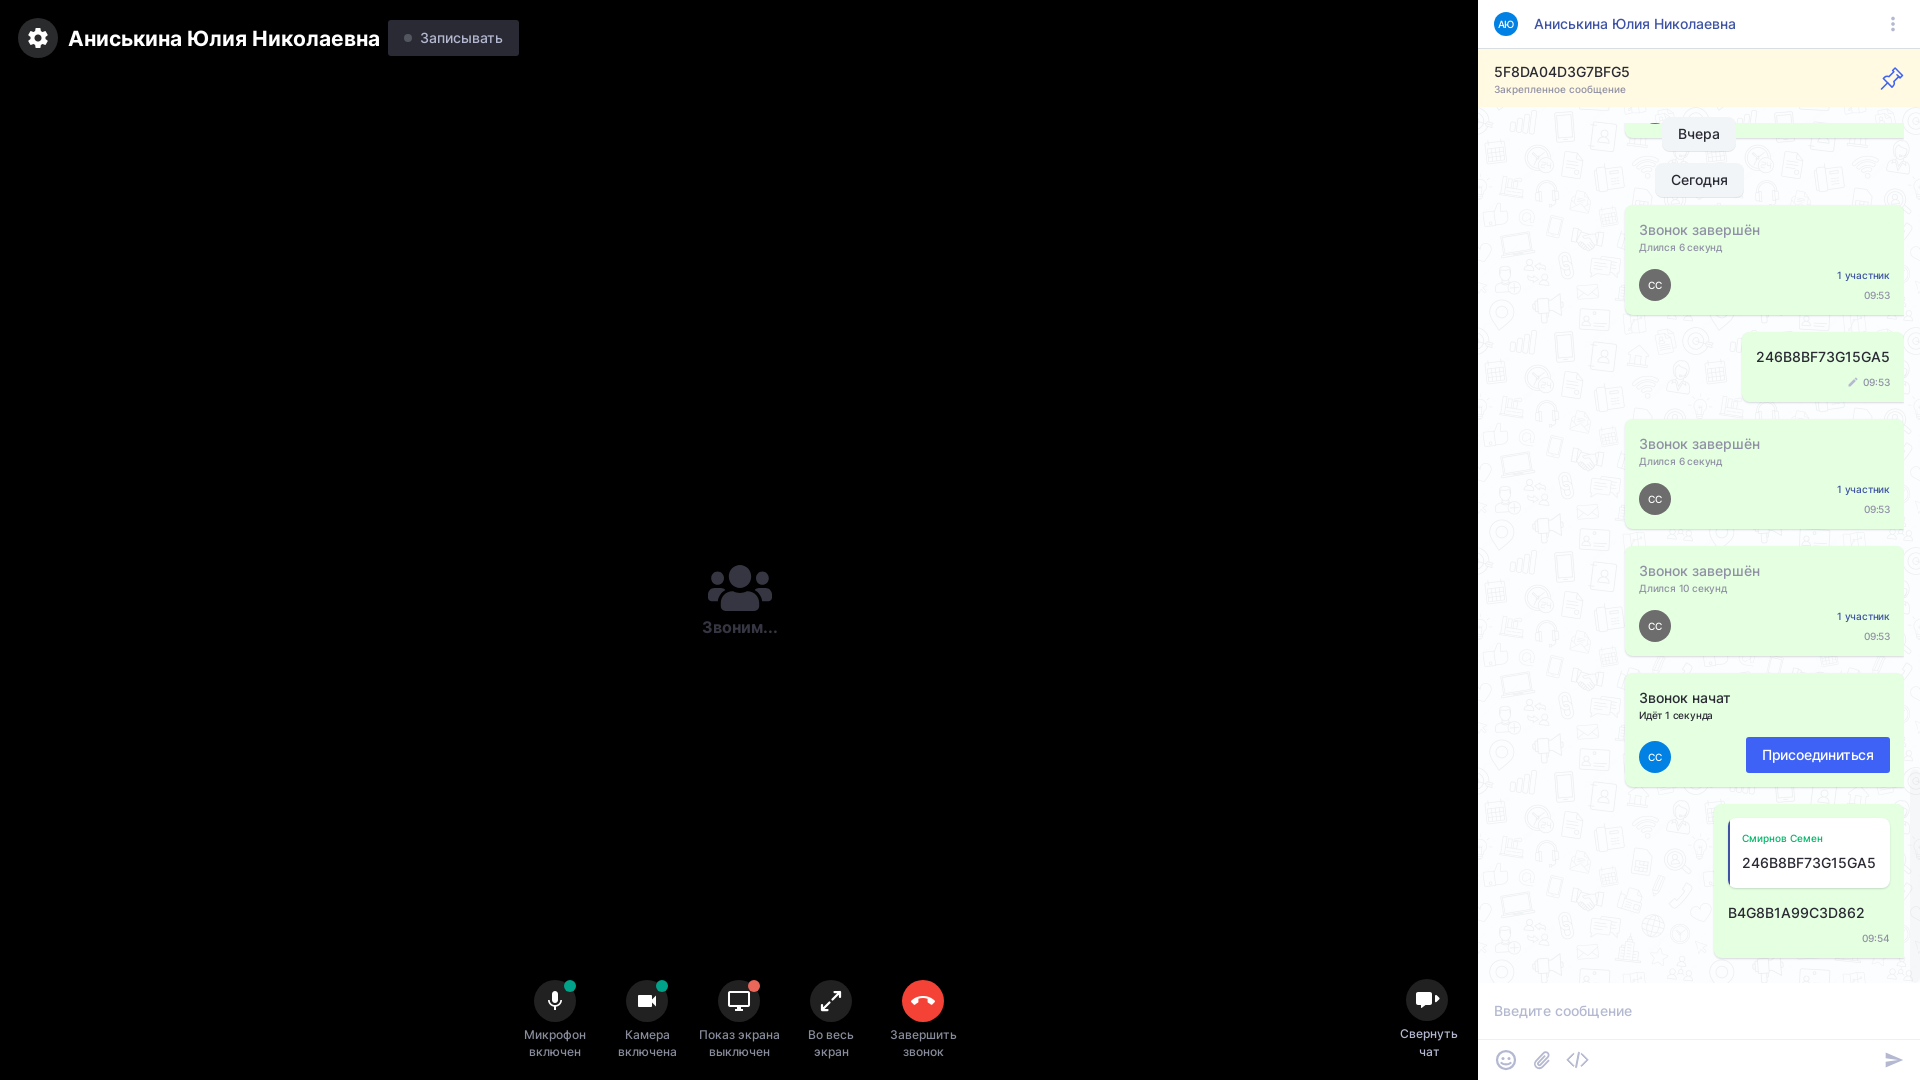 Аниськина Юлия Николаевна
Записывать
Звоним...
Микрофон включен
Камера включена
Показ экрана выключен
Во весь экран
Завершить звонок
Свернуть чат
АЮ
Аниськина Юлия Николаевна
5F8DA04D3G7BFG5
Закрепленное сообщение
Вчера
Сегодня
Звонок завершён
Длился 6 секунд
СС
1 участник
09:53
246B8BF73G15GA5
09:53
Звонок завершён
Длился 6 секунд
СС
1 участник
09:53
Звонок завершён
Длился 10 секунд
СС
1 участник
09:53
Звонок начат
Идёт 1 секунда
СС
Присоединиться
Смирнов Семен
246B8BF73G15GA5
B4G8B1A99C3D862
09:54
Введите сообщение